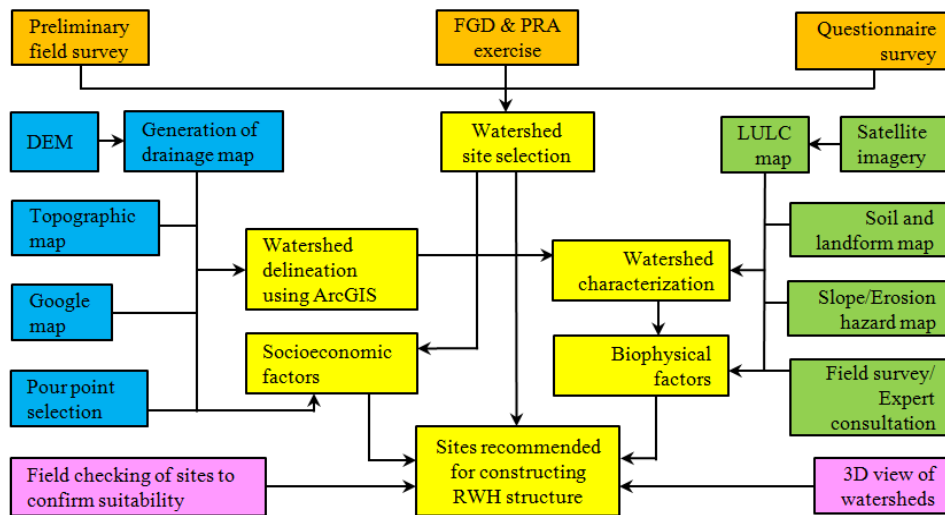 Preliminary
field survey
FGD & PRA
exercise
Questionnaire
survey
DEM
Generation of
drainage map
Watershed
site selection
LULC
map
Satellite
imagery
Topographic
map
Watershed
delineation
using ArcGIS
Watershed
characterization
Soil and
landform map
Google
map
Slope/Erosion
hazard map
Socioeconomic
factors
Biophysical
factors
Pour point
selection
Field survey/
Expert
consultation
Field checking of sites to
confirm suitability
Sites recommended
for constructing
RWH structure
3D view of
watersheds